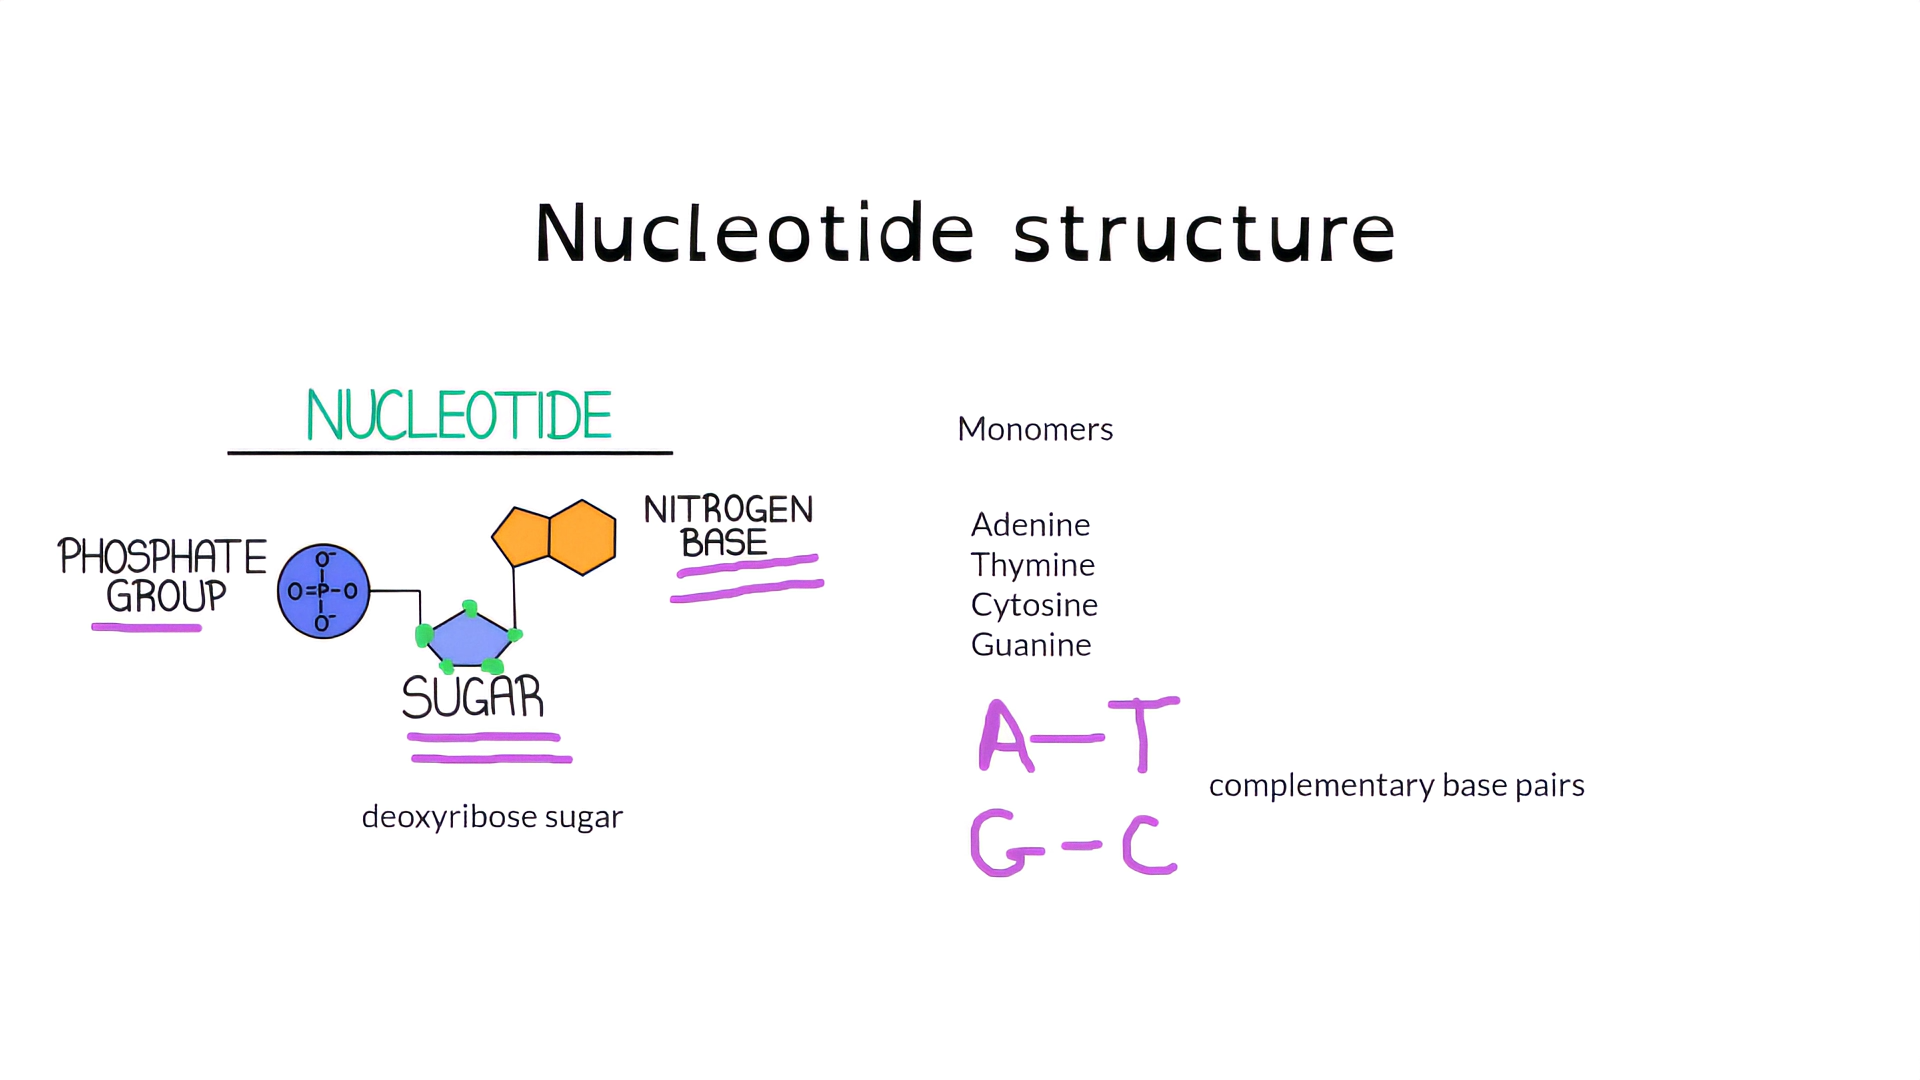 Nucleotide structure
NUCLEOTIDE
PHOSPHATE
GROUP
O⁻
O=P-O
O⁻
NITROGEN
BASE
SUGAR
deoxyribose sugar
Monomers
Adenine
Thymine
Cytosine
Guanine
A—T
G-C
complementary base pairs